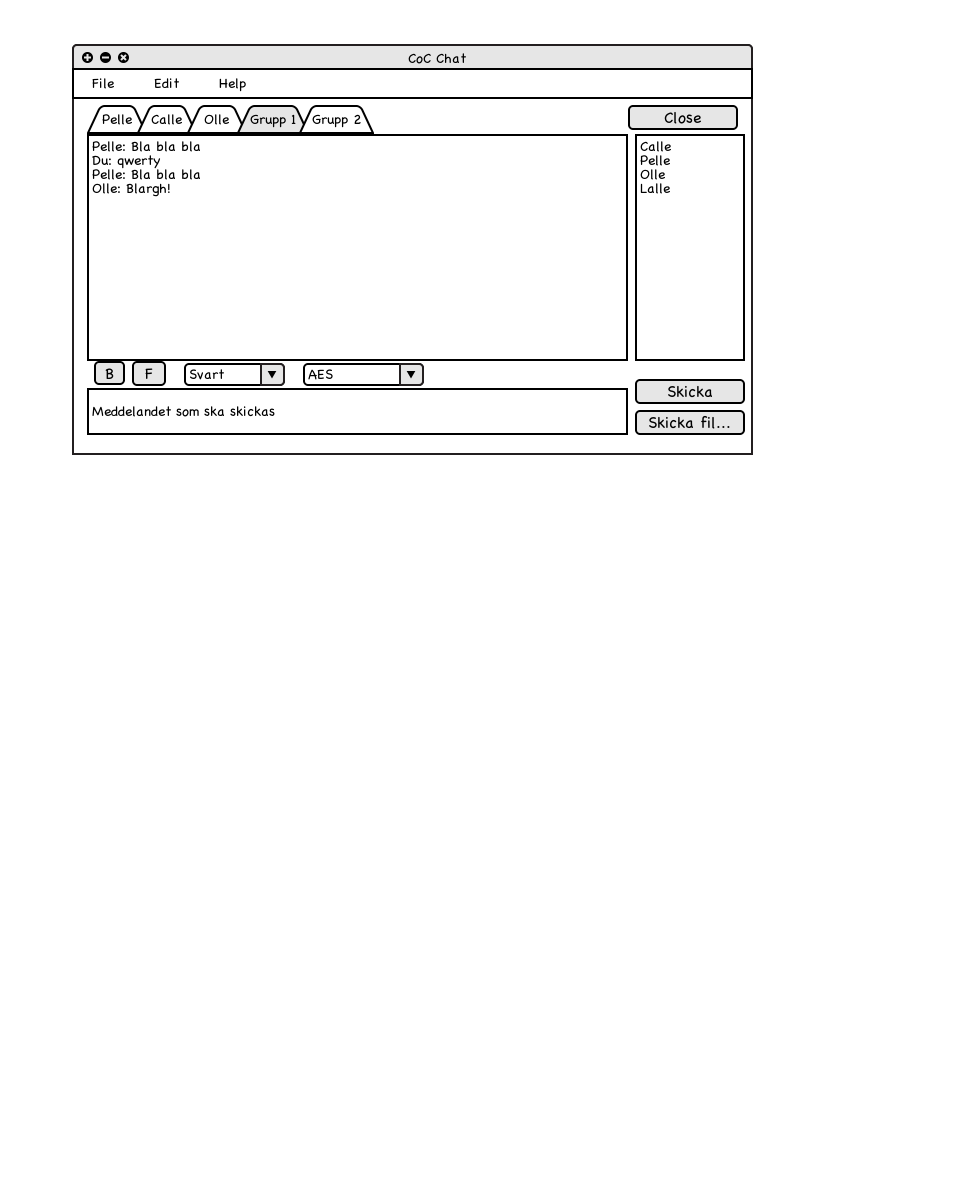 CoC Chat
File Edit Help
Pelle Calle Olle Grupp 1 Grupp 2 Close
Pelle: Bla bla bla
Du: qwerty
Pelle: Bla bla bla
Olle: Blargh!
Calle
Pelle
Olle
Lalle
B F Svart AES
Meddelandet som ska skickas
Skicka
Skicka fil...